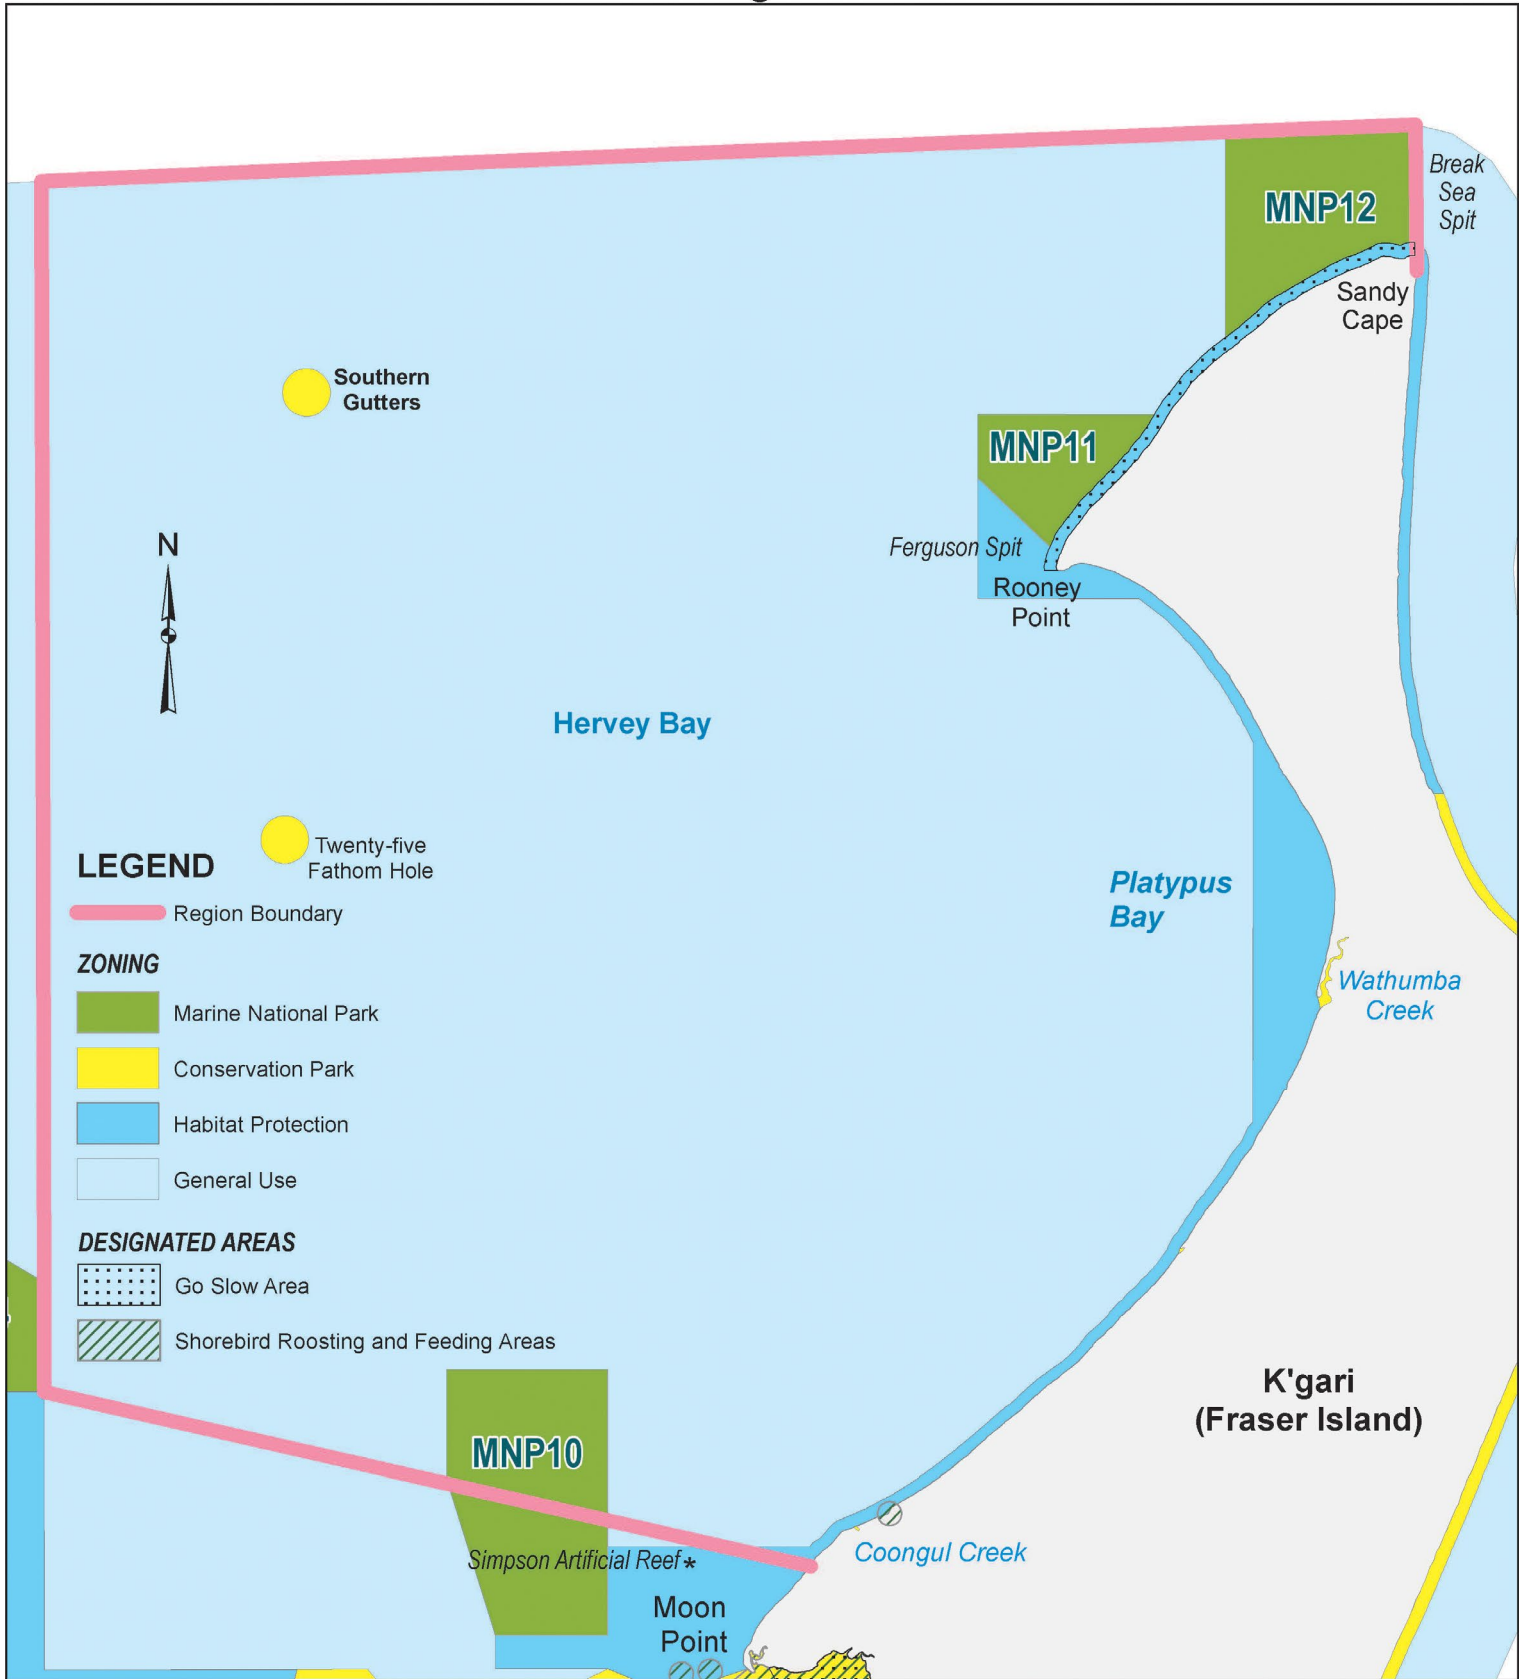 Break
Sea
Spit
MNP12
Sandy
Cape
Southern
Gutters
MNP11
N
Ferguson Spit
Rooney
Point
Hervey Bay
Twenty-five
Fathom Hole
LEGEND
Region Boundary
Platypus
Bay
ZONING
Wathumba
Creek
Marine National Park
Conservation Park
Habitat Protection
General Use
DESIGNATED AREAS
Go Slow Area
Shorebird Roosting and Feeding Areas
K'gari
(Fraser Island)
MNP10
Coongul Creek
Simpson Artificial Reef *
Moon
Point